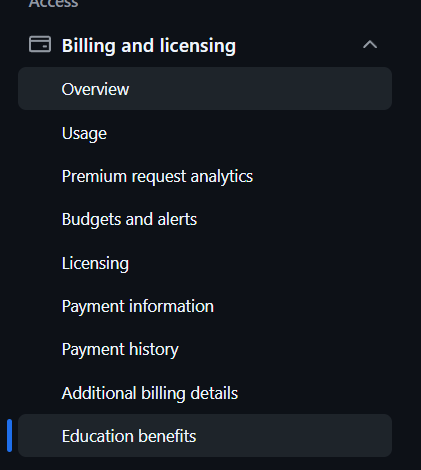 Access
Billing and licensing
Overview
Usage
Premium request analytics
Budgets and alerts
Licensing
Payment information
Payment history
Additional billing details
Education benefits